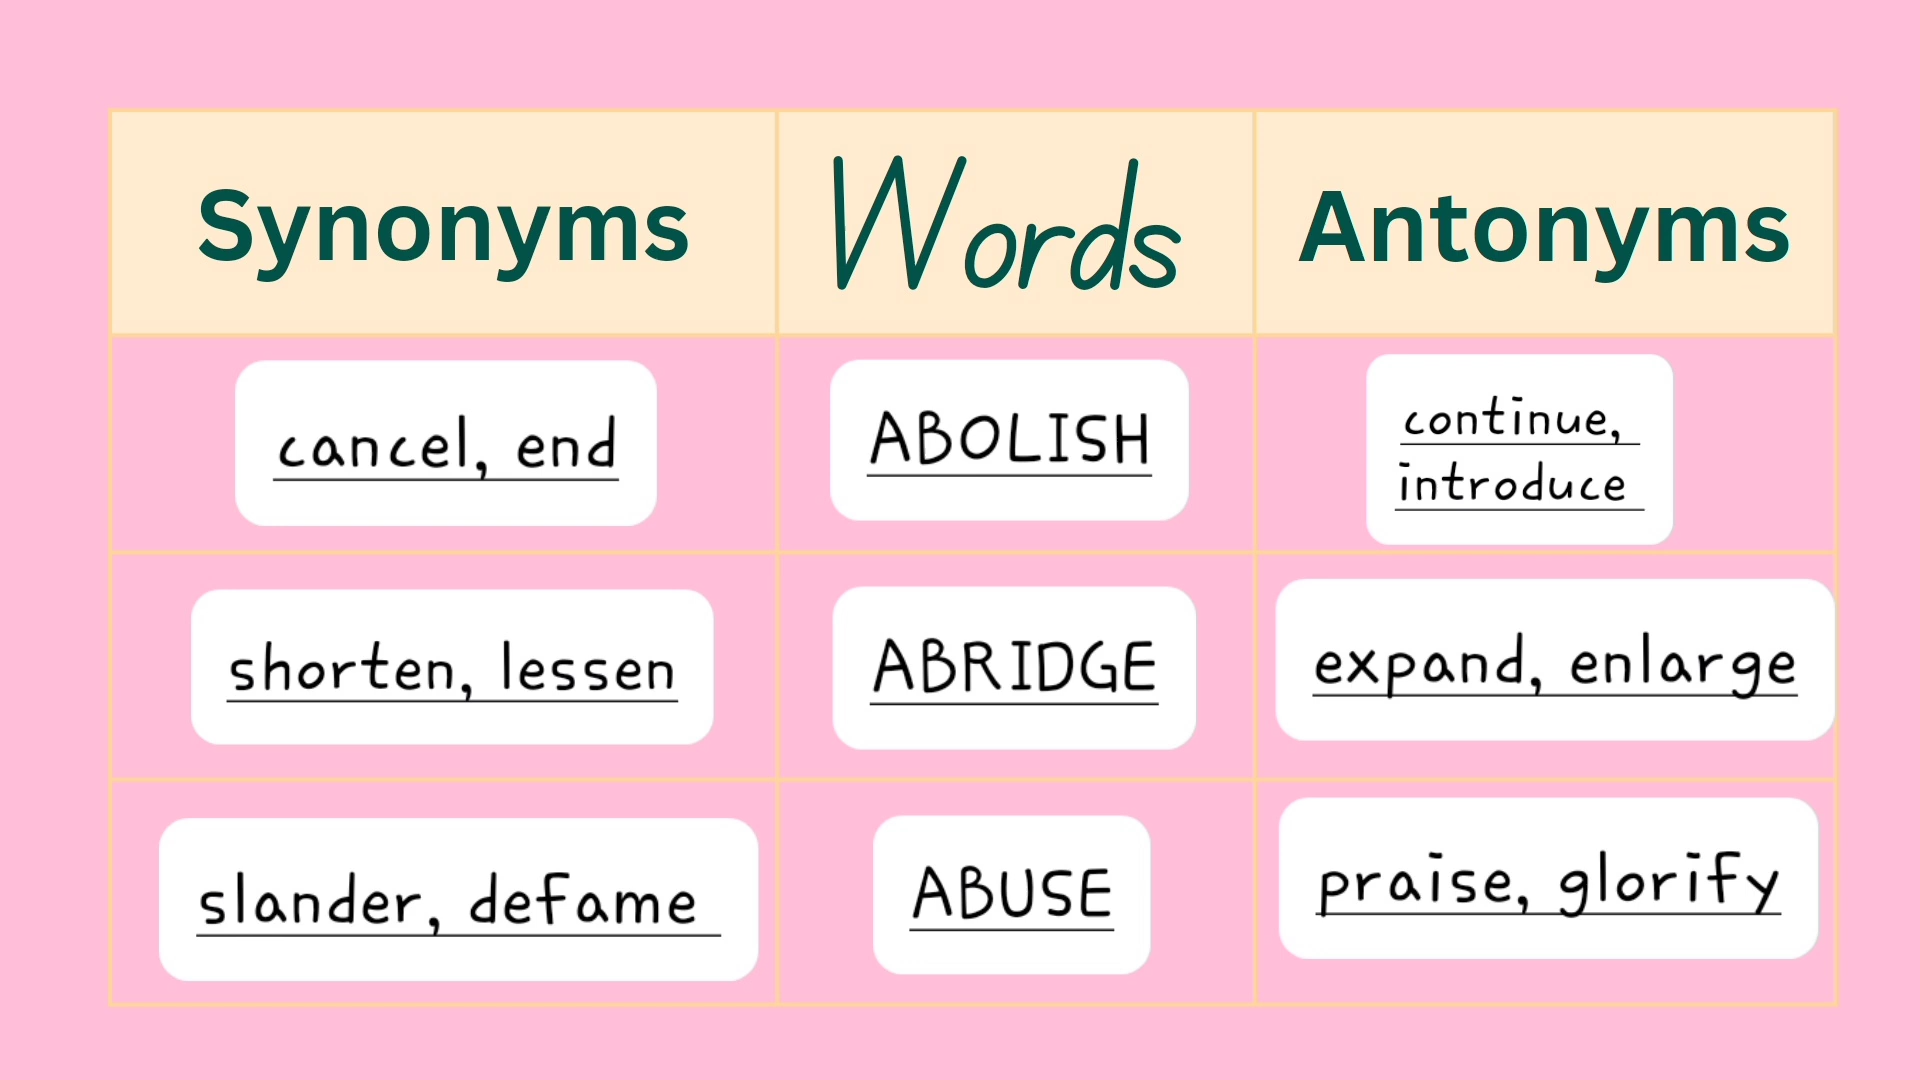 Synonyms Words Antonyms
cancel, end ABOLISH continue,
introduce
shorten, lessen ABRIDGE expand, enlarge
slander, defame ABUSE praise, glorify